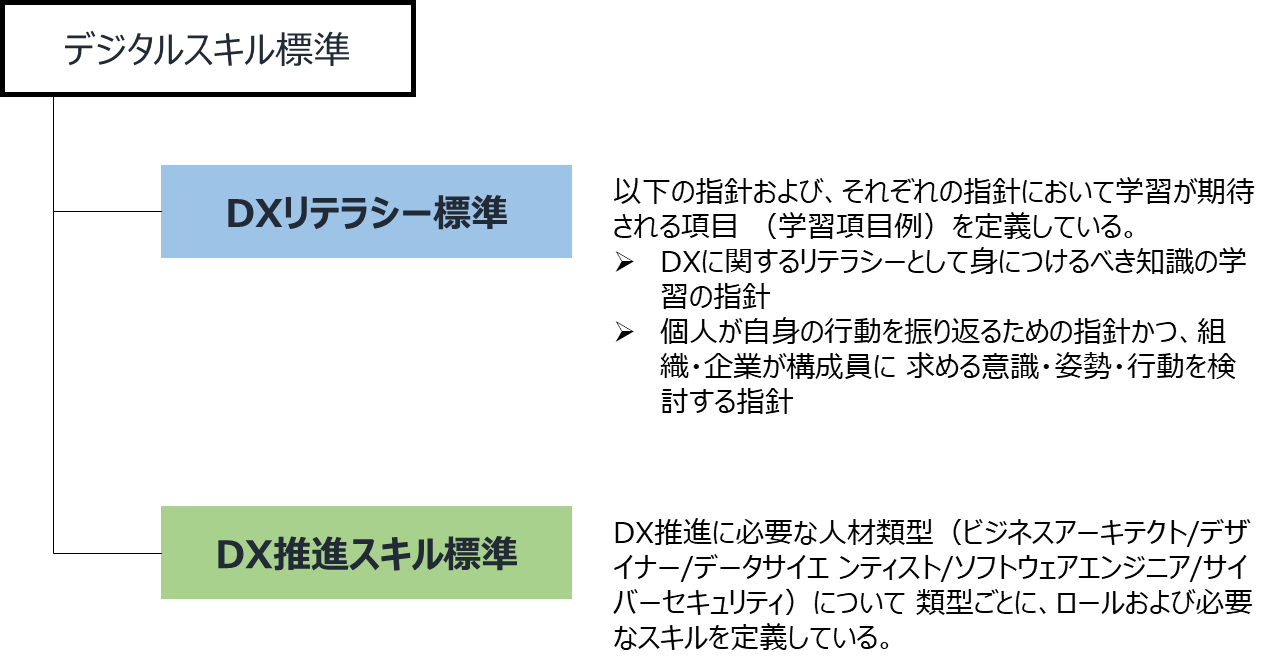 デジタルスキル標準
DXリテラシー標準
以下の指針および、それぞれの指針において学習が期待
される項目 （学習項目例）を定義している。
➢ DXに関するリテラシーとして身につけるべき知識の学
習の指針
➢ 個人が自身の行動を振り返るための指針かつ、組
織・企業が構成員に 求める意識・姿勢・行動を検
討する指針
DX推進スキル標準
DX推進に必要な人材類型（ビジネスアーキテクト/デザ
イナー/データサイエ ンティスト/ソフトウェアエンジニア/サイ
バーセキュリティ）について 類型ごとに、ロールおよび必要
なスキルを定義している。